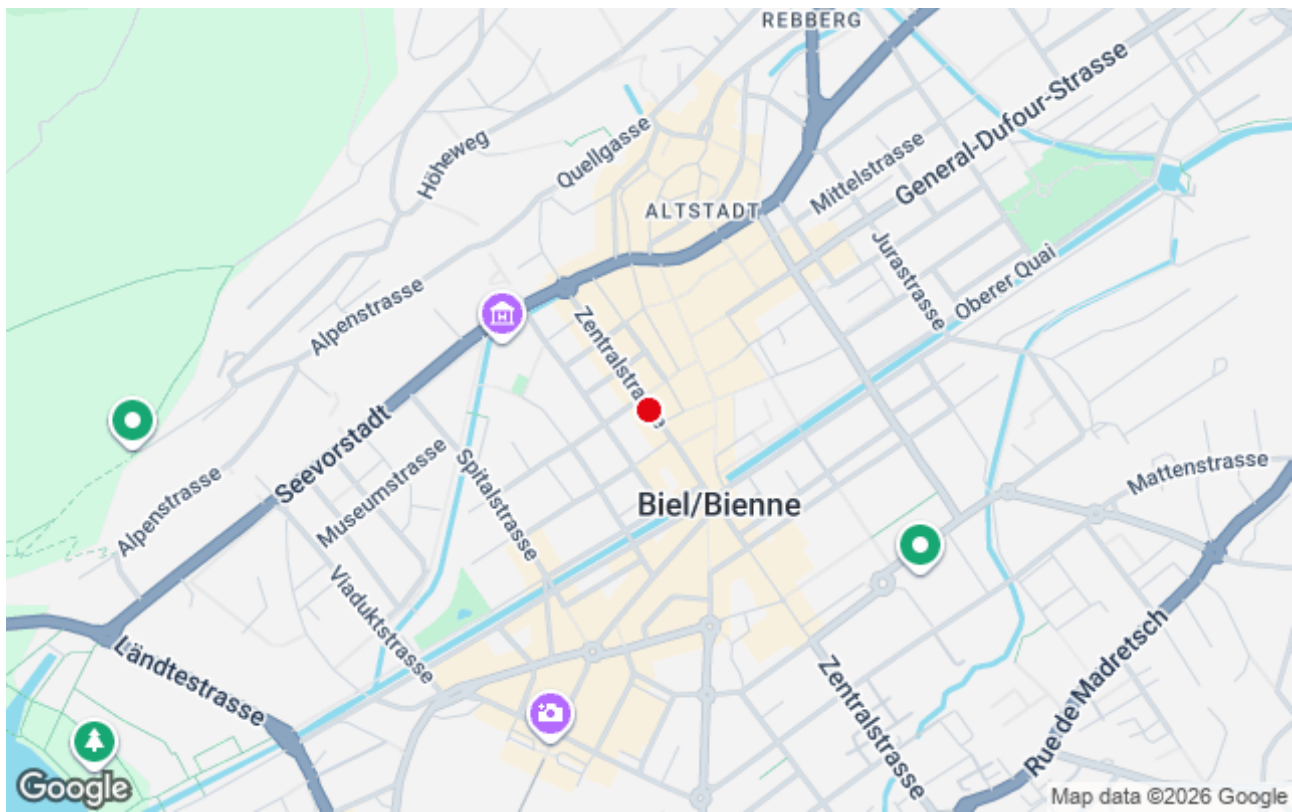 REBBERG
General-Dufour-Strasse
Höheweg
Quellgasse
Mittelstrasse
ALTSTADT
Jurastrasse
Oberer Quai
Alpenstrasse
Seevorstadt
Museumstrasse
Spitalstrasse
Alpenstrasse
Mattenstrasse
Biel/Bienne
Viaduktstrasse
Ländtestrasse
Zentralstrasse
Rue de Madretsch
Google
Map data ©2026 Google